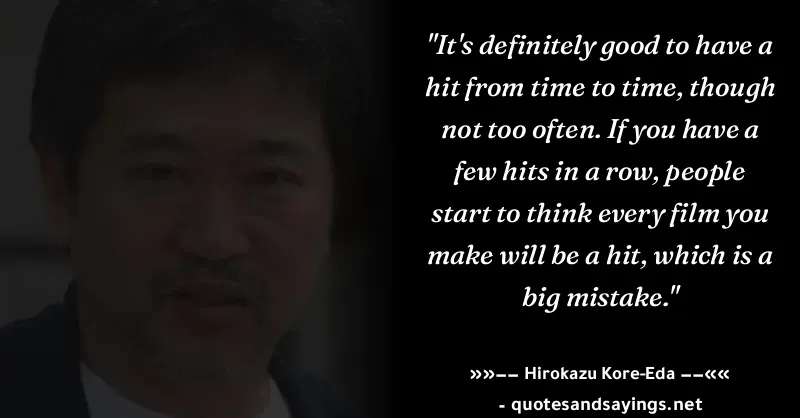 "It's definitely good to have a
hit from time to time, though
not too often. If you have a
few hits in a row, people
start to think every film you
make will be a hit, which is a
big mistake."
»»–– Hirokazu Kore-Eda ––««
- quotesandsayings.net